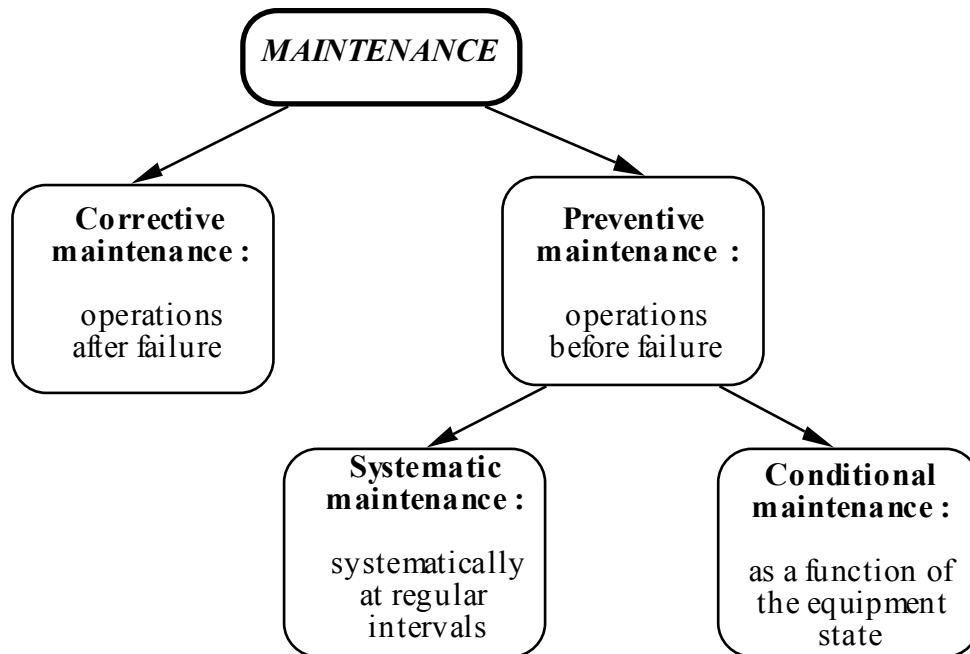 MAINTENANCE
Corrective
maintenance :
operations
after failure
Preventive
maintenance :
operations
before failure
Systematic
maintenance :
systematically
at regular
intervals
Conditional
maintenance :
as a function of
the equipment
state